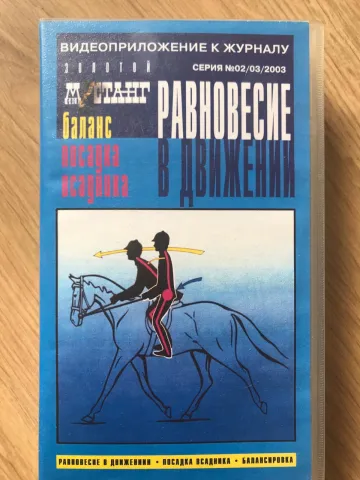 ВИДЕОПРИЛОЖЕНИЕ К ЖУРНАЛУ
ЗОЛОТОЙ
СЕРИЯ №02/03/2003
МУСТАНГ
баланс
посадка
всадника
РАВНОВЕСИЕ
В ДВИЖЕНИИ
РАВНОВЕСИЕ В ДВИЖЕНИИ • ПОСАДКА ВСАДНИКА • БАЛАНСИРОВКА